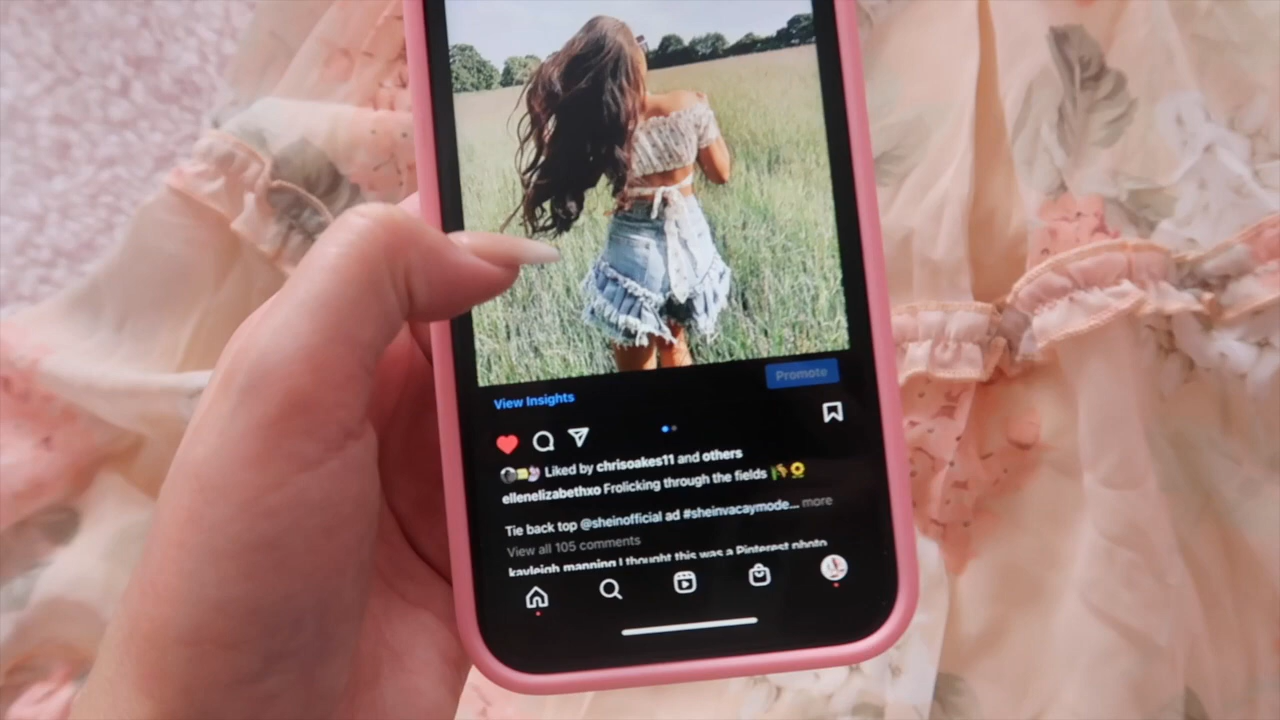 View Insights
Promote
Liked by chrisoakes11 and others
ellenelizabethxo Frolicking through the fields
Tie back top @sheinofficial ad #sheinvacaymode... more
View all 105 comments
kayleigh manning I thought this was a Pinterest photo